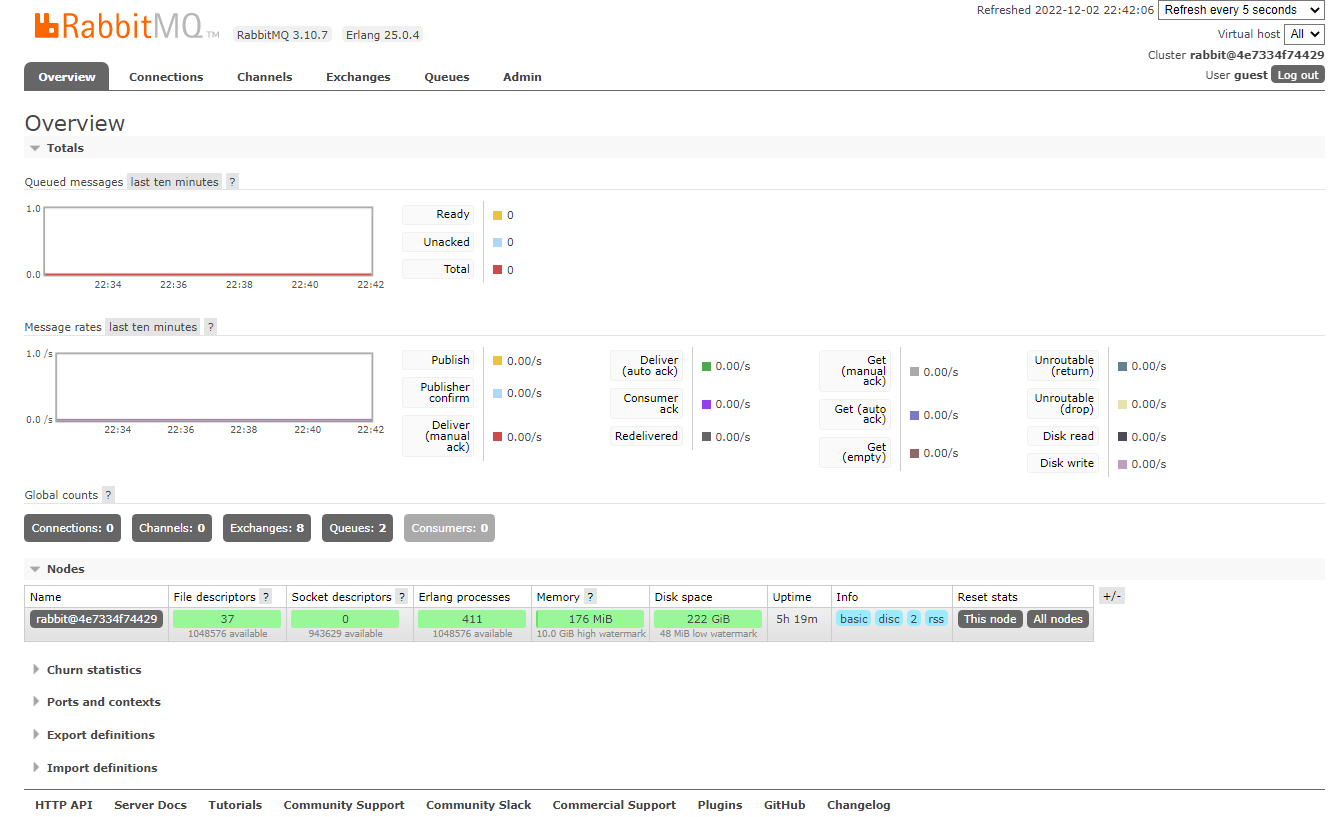 RabbitMQ TM RabbitMQ 3.10.7 Erlang 25.0.4
Refreshed 2022-12-02 22:42:06 Refresh every 5 seconds
Virtual host All
Cluster rabbit@4e7334f74429
User guest Log out
Overview Connections Channels Exchanges Queues Admin
Overview
Totals
Queued messages last ten minutes ?
1.0
0.0
22:34 22:36 22:38 22:40 22:42
Ready 0
Unacked 0
Total 0
Message rates last ten minutes ?
1.0 /s
0.0 /s
22:34 22:36 22:38 22:40 22:42
Publish 0.00/s
Publisher
confirm 0.00/s
Deliver
(manual
ack) 0.00/s
Deliver
(auto ack) 0.00/s
Consumer
ack 0.00/s
Redelivered 0.00/s
Get
(manual
ack) 0.00/s
Get (auto
ack) 0.00/s
Get
(empty) 0.00/s
Unroutable
(return) 0.00/s
Unroutable
(drop) 0.00/s
Disk read 0.00/s
Disk write 0.00/s
Global counts ?
Connections: 0 Channels: 0 Exchanges: 8 Queues: 2 Consumers: 0
Nodes
Name File descriptors ? Socket descriptors ? Erlang processes Memory ? Disk space Uptime Info Reset stats +/-
rabbit@4e7334f74429 37 0 411 176 MiB 222 GiB 5h 19m basic disc 2 rss This node All nodes
1048576 available 943629 available 1048576 available 10.0 GiB high watermark 48 MiB low watermark
Churn statistics
Ports and contexts
Export definitions
Import definitions
HTTP API Server Docs Tutorials Community Support Community Slack Commercial Support Plugins GitHub Changelog